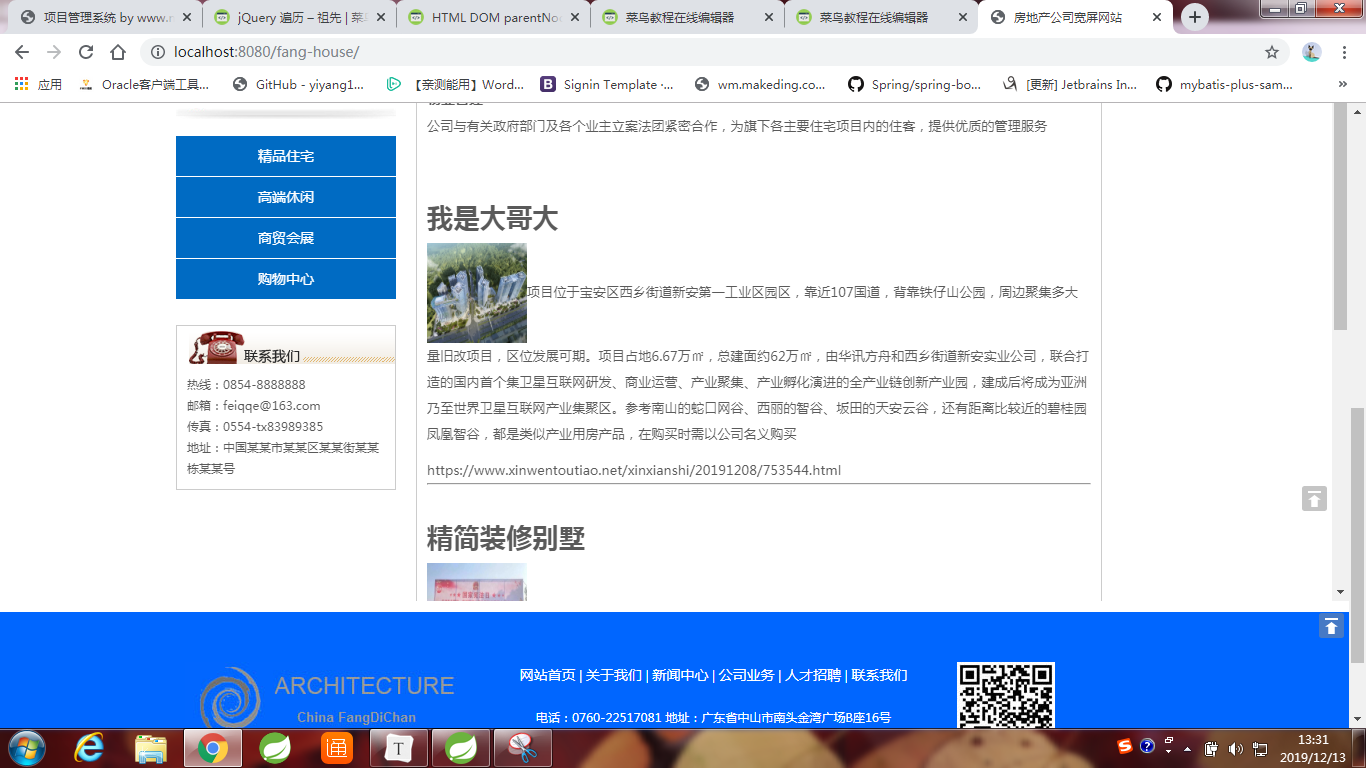 项目管理系统 by www.m
jQuery 遍历 – 祖先 | 菜
HTML DOM parentNo
菜鸟教程在线编辑器
菜鸟教程在线编辑器
房地产公司宽屏网站
localhost:8080/fang-house/
应用
Oracle客户端工具...
GitHub - yiyang1...
【亲测能用】Word...
Signin Template ·...
wm.makeding.co...
Spring/spring-bo...
[更新] Jetbrains In...
mybatis-plus-sam...
»
公司与有关政府部门及各个业主立案法团紧密合作，为旗下各主要住宅项目内的住客，提供优质的管理服务
精品住宅
高端休闲
商贸会展
购物中心
联系我们
热线：0854-8888888
邮箱：feiqqe@163.com
传真：0554-tx83989385
地址：中国某某市某某区某某街某某
栋某某号
我是大哥大
项目位于宝安区西乡街道新安第一工业区园区，靠近107国道，背靠铁仔山公园，周边聚集多大
量旧改项目，区位发展可期。项目占地6.67万㎡，总建面约62万㎡，由华讯方舟和西乡街道新安实业公司，联合打
造的国内首个集卫星互联网研发、商业运营、产业聚集、产业孵化演进的全产业链创新产业园，建成后将成为亚洲
乃至世界卫星互联网产业集聚区。参考南山的蛇口网谷、西丽的智谷、坂田的天安云谷，还有距离比较近的碧桂园
凤凰智谷，都是类似产业用房产品，在购买时需以公司名义购买
https://www.xinwentoutiao.net/xinxianshi/20191208/753544.html
精简装修别墅
ARCHITECTURE
China FangDiChan
网站首页 | 关于我们 | 新闻中心 | 公司业务 | 人才招聘 | 联系我们
电话：0760-22517081 地址：广东省中山市南头金湾广场B座16号
13:31
2019/12/13